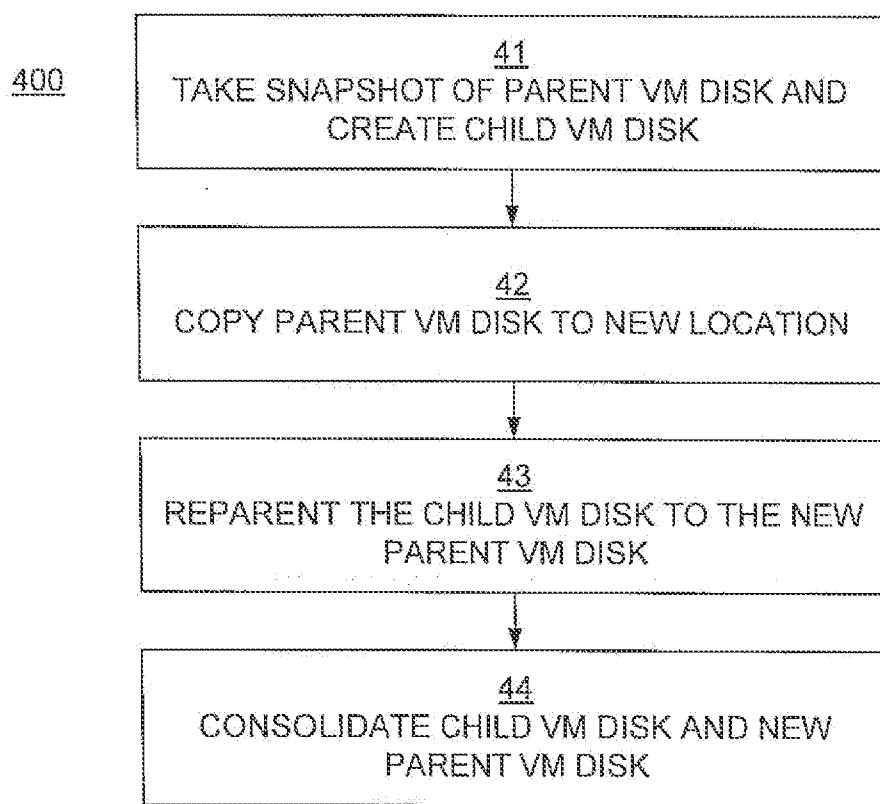 400
41
TAKE SNAPSHOT OF PARENT VM DISK AND
CREATE CHILD VM DISK
42
COPY PARENT VM DISK TO NEW LOCATION
43
REPARENT THE CHILD VM DISK TO THE NEW
PARENT VM DISK
44
CONSOLIDATE CHILD VM DISK AND NEW
PARENT VM DISK